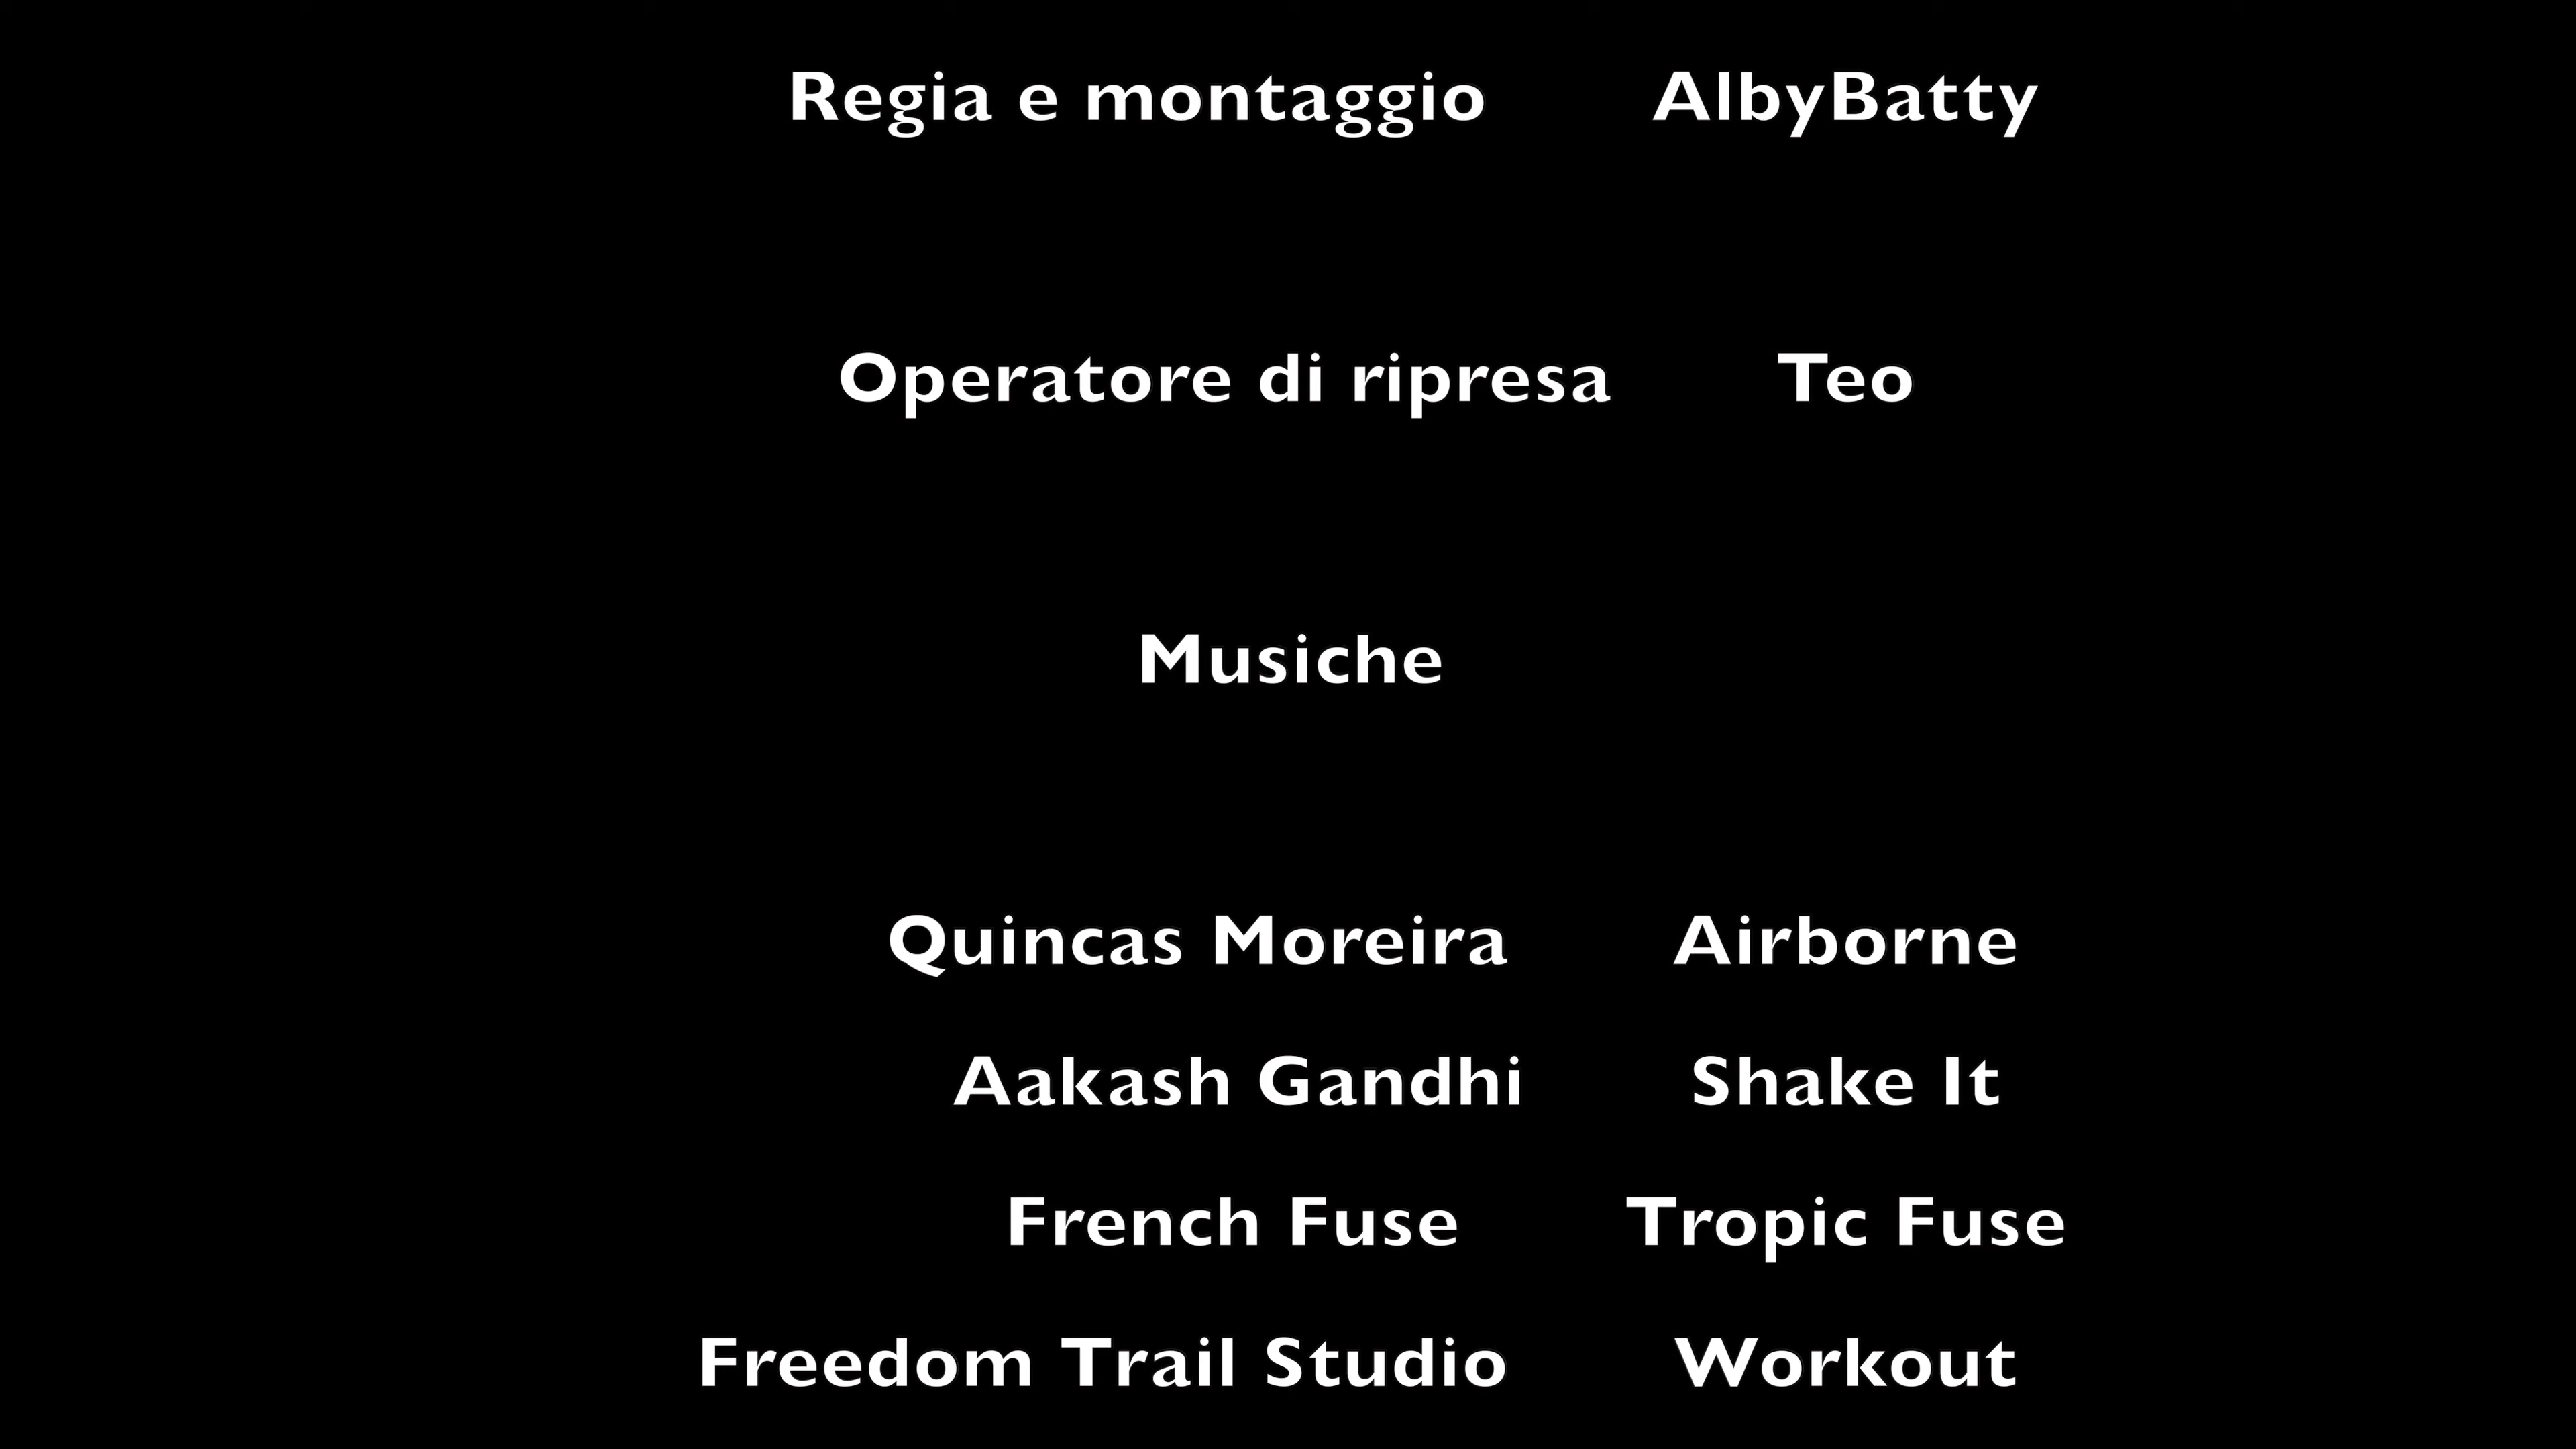 Regia e montaggio AlbyBatty
Operatore di ripresa Teo
Musiche
Quincas Moreira Airborne
Aakash Gandhi Shake It
French Fuse Tropic Fuse
Freedom Trail Studio Workout